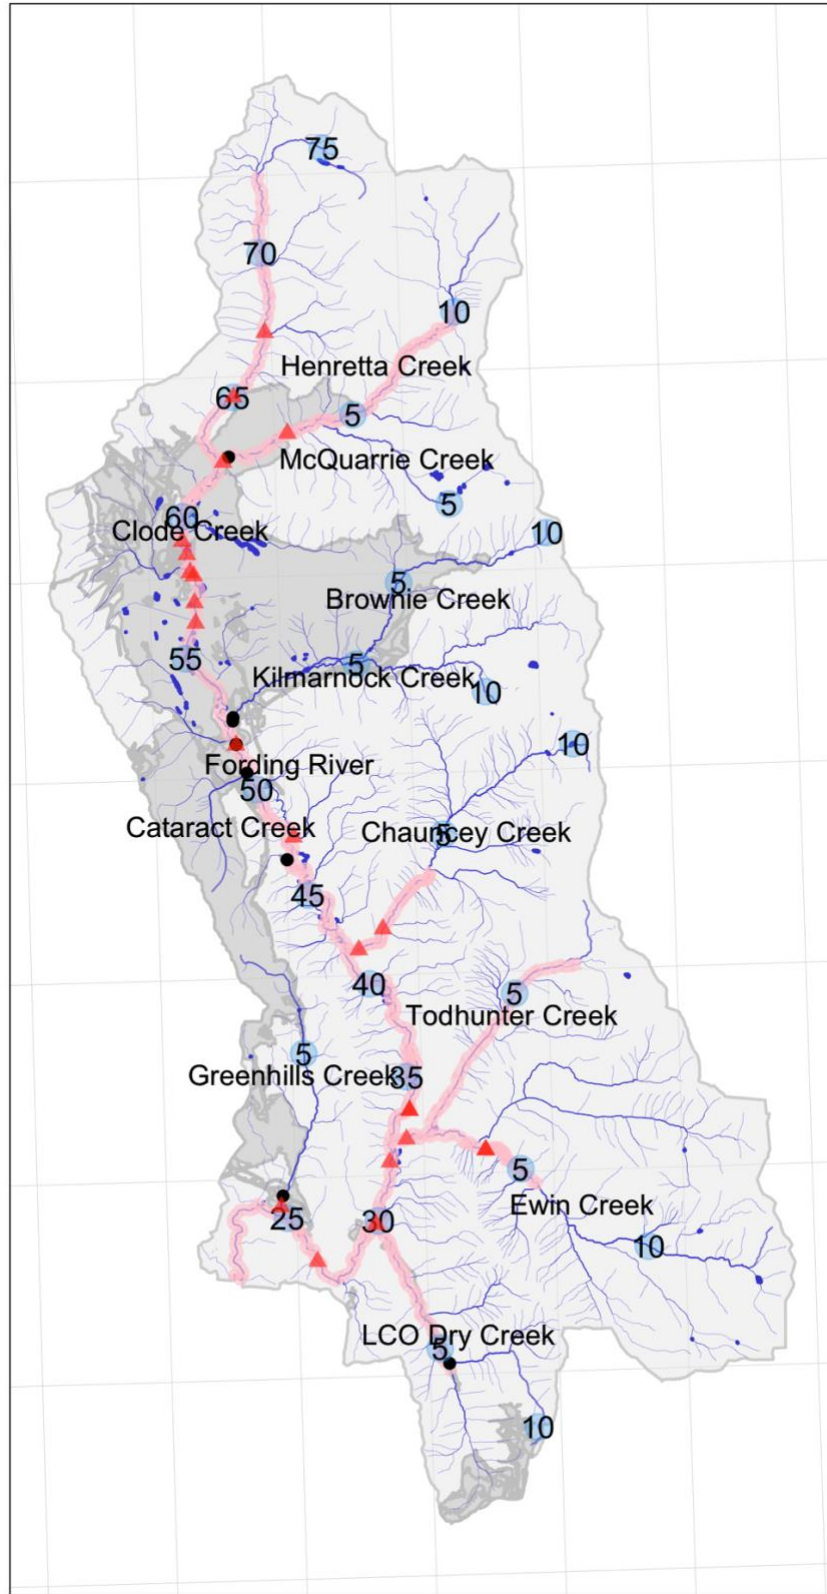 75
70
10
Henretta Creek
65
5
McQuarrie Creek
5
60
Clode Creek
10
5
Brownie Creek
55
5
Kilmarnock Creek
10
10
Fording River
50
Cataract Creek
Chauncey Creek
5
45
40
5
Todhunter Creek
5
Greenhills Creek
35
5
Ewin Creek
25
30
10
LCO Dry Creek
5
10